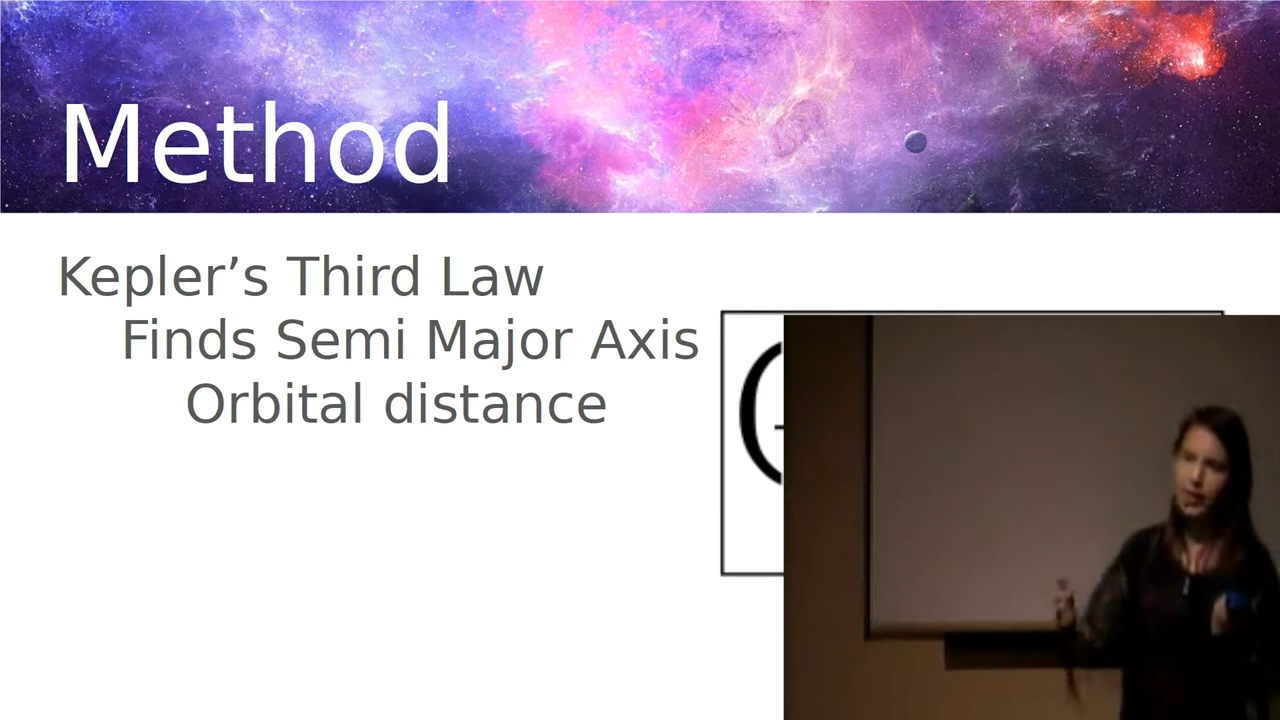 Method
Kepler’s Third Law
Finds Semi Major Axis
Orbital distance
(